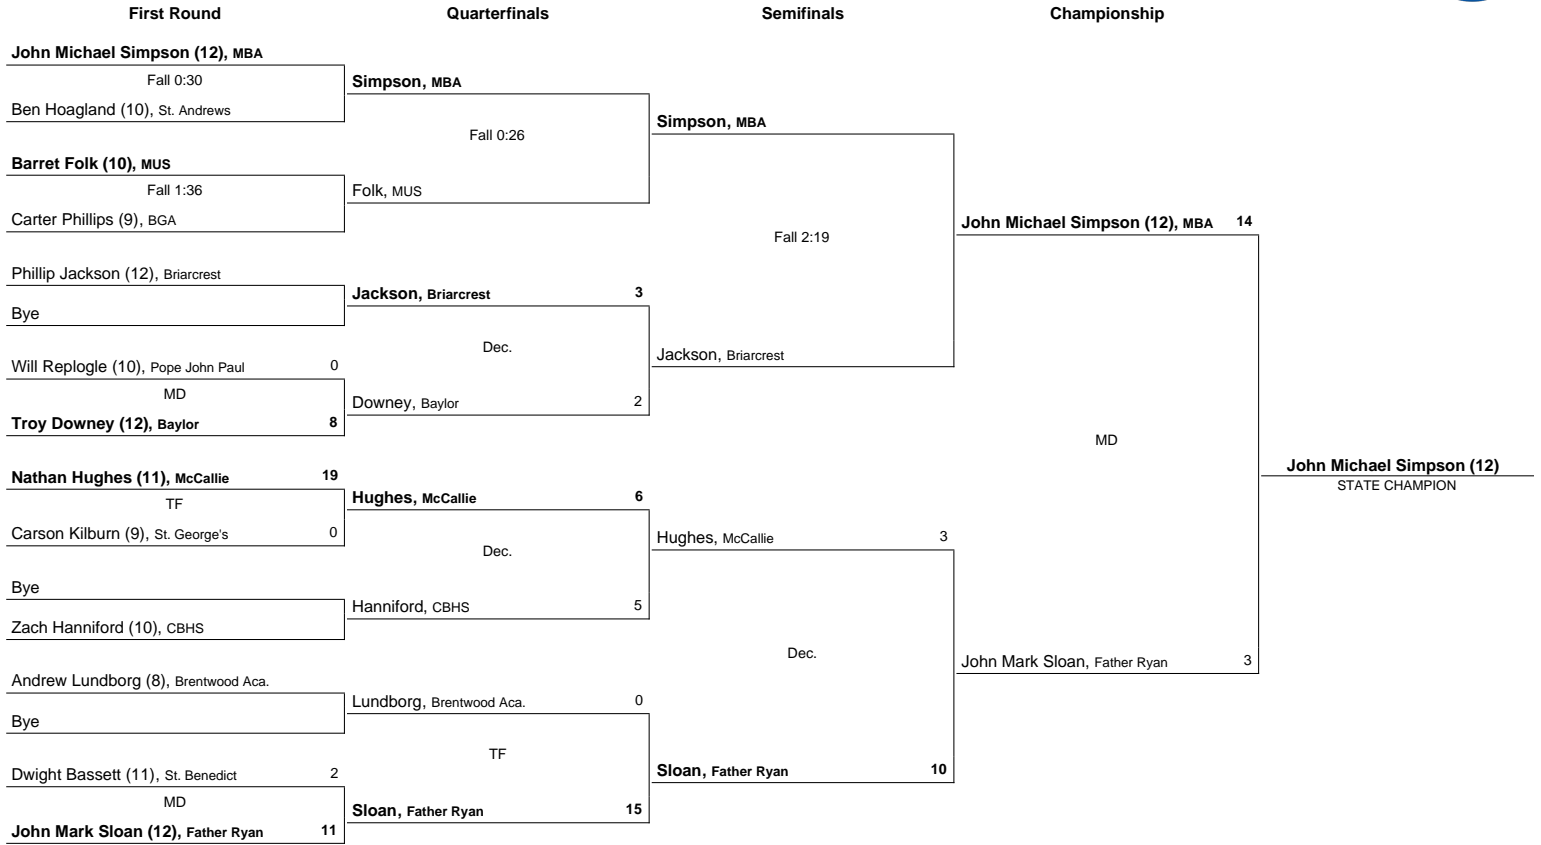 First Round
Quarterfinals
Semifinals
Championship
John Michael Simpson (12), MBA
Fall 0:30
Ben Hoagland (10), St. Andrews
Barret Folk (10), MUS
Fall 1:36
Carter Phillips (9), BGA
Phillip Jackson (12), Briarcrest
Bye
Will Replogle (10), Pope John Paul 0
MD
Troy Downey (12), Baylor 8
Nathan Hughes (11), McCallie 19
TF
Carson Kilburn (9), St. George's 0
Bye
Zach Hanniford (10), CBHS
Andrew Lundborg (8), Brentwood Aca.
Bye
Dwight Bassett (11), St. Benedict 2
MD
John Mark Sloan (12), Father Ryan 11
Simpson, MBA
Fall 0:26
Folk, MUS
Jackson, Briarcrest 3
Dec.
Downey, Baylor 2
Hughes, McCallie 6
Dec.
Hanniford, CBHS 5
Lundborg, Brentwood Aca. 0
TF
Sloan, Father Ryan 15
Simpson, MBA
Fall 2:19
Jackson, Briarcrest
Hughes, McCallie 3
Dec.
Sloan, Father Ryan 10
John Michael Simpson (12), MBA 14
MD
John Mark Sloan, Father Ryan 3
John Michael Simpson (12)
STATE CHAMPION